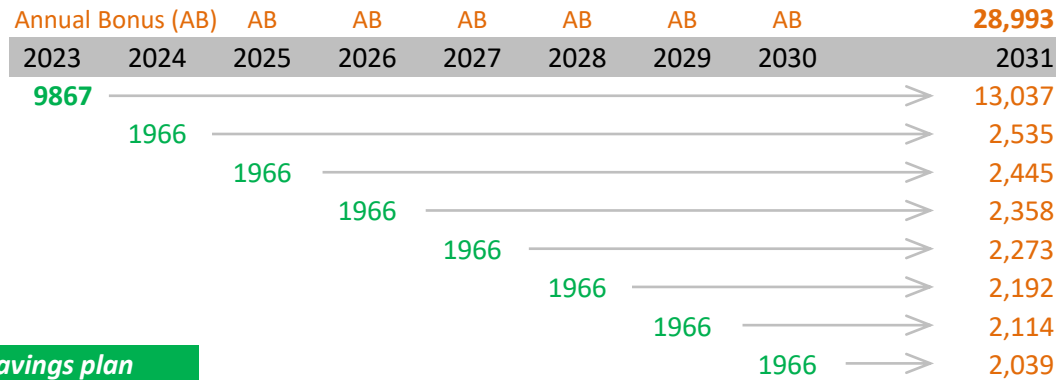 Annual Bonus (AB) AB AB AB AB AB AB 28,993
2023 2024 2025 2026 2027 2028 2029 2030 2031
9867 13,037
1966 2,535
1966 2,445
1966 2,358
1966 2,273
1966 2,192
1966 2,114
avings plan 1966 2,039